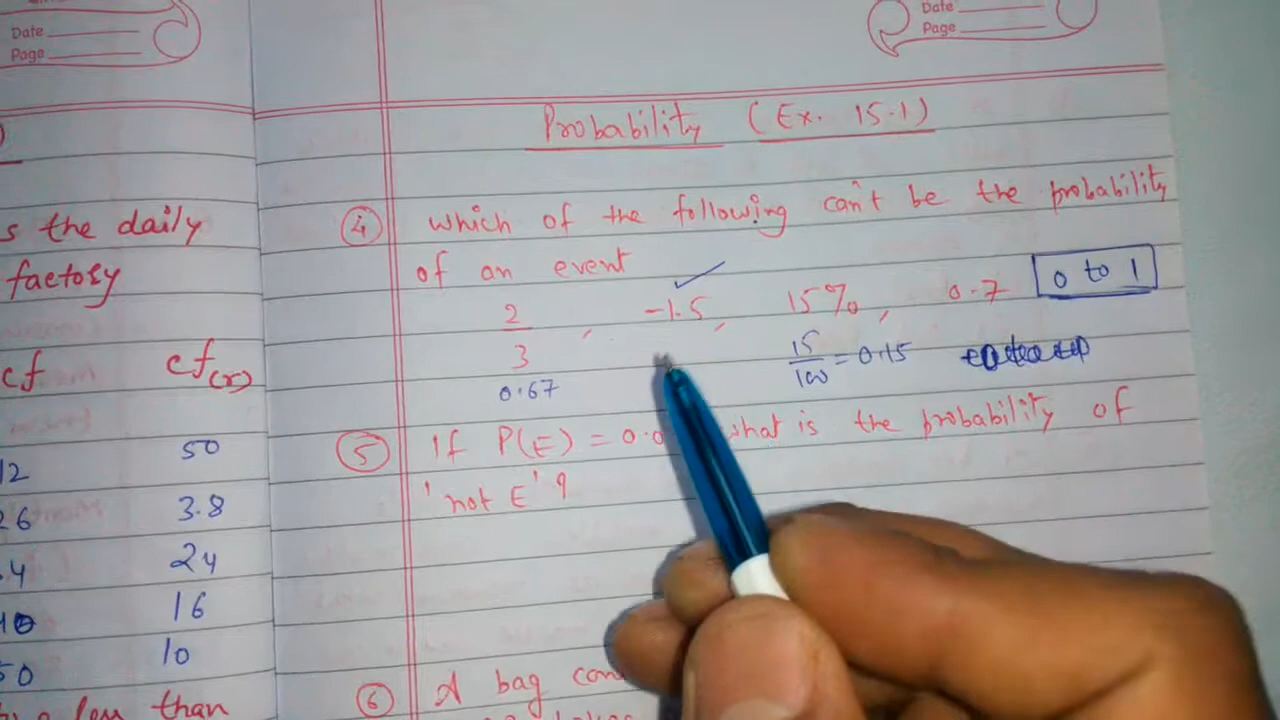 Date
Page
Date
Page
Probability (Ex. 15.1)
s the daily
factory
cf cf(x)
12 50
26 3.8
4 24
16
50 10
less than
④ which of the following can't be the probability
of an event
2/3, -1.5, 15%, 0.7 0 to 1
0.67 15/100 = 0.15
⑤ If P(E) = 0.0 what is the probability of
'not E'?
⑥ A bag con